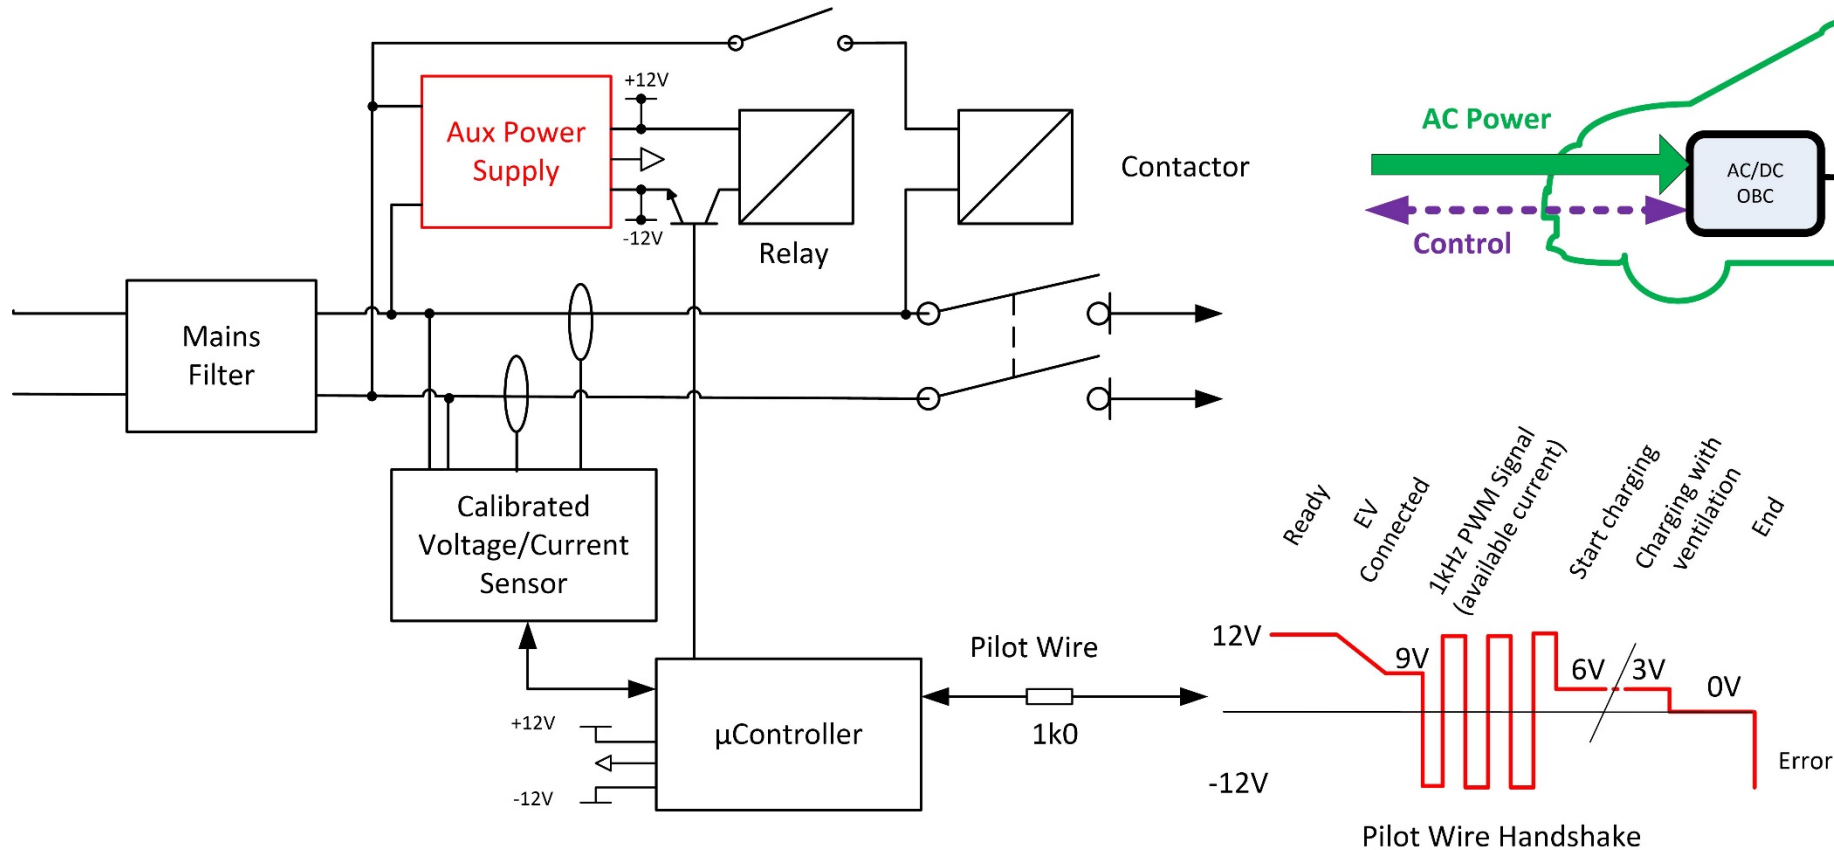 +12V
Aux Power
Supply
-12V
Relay
Contactor
AC Power
AC/DC
OBC
Control
Mains
Filter
Calibrated
Voltage/Current
Sensor
+12V
-12V
µController
Pilot Wire
1k0
Ready
EV
Connected
1kHz PWM Signal
(available current)
Start charging
Charging with
ventilation
End
12V
9V
6V
3V
0V
-12V
Error
Pilot Wire Handshake